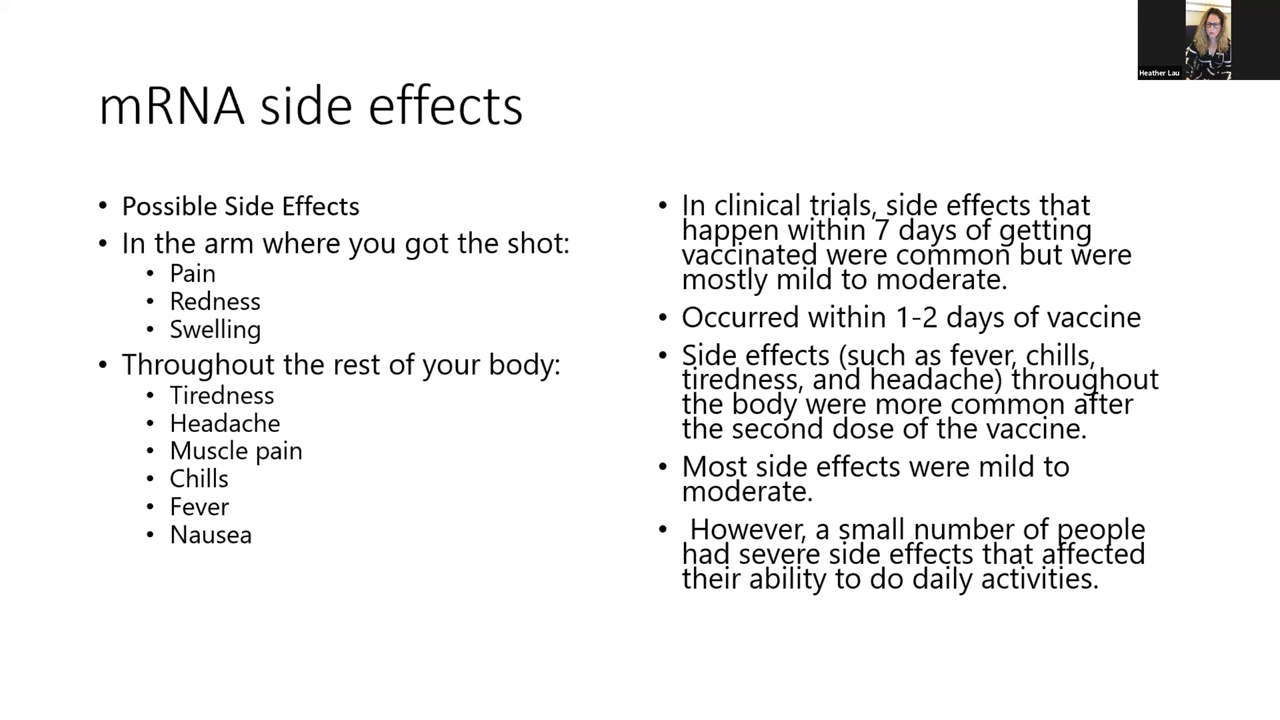 mRNA side effects
• Possible Side Effects
• In the arm where you got the shot:
• Pain
• Redness
• Swelling
• Throughout the rest of your body:
• Tiredness
• Headache
• Muscle pain
• Chills
• Fever
• Nausea
• In clinical trials, side effects that
happen within 7 days of getting
vaccinated were common but were
mostly mild to moderate.
• Occurred within 1-2 days of vaccine
• Side effects (such as fever, chills,
tiredness, and headache) throughout
the body were more common after
the second dose of the vaccine.
• Most side effects were mild to
moderate.
• However, a small number of people
had severe side effects that affected
their ability to do daily activities.
Heather Lau